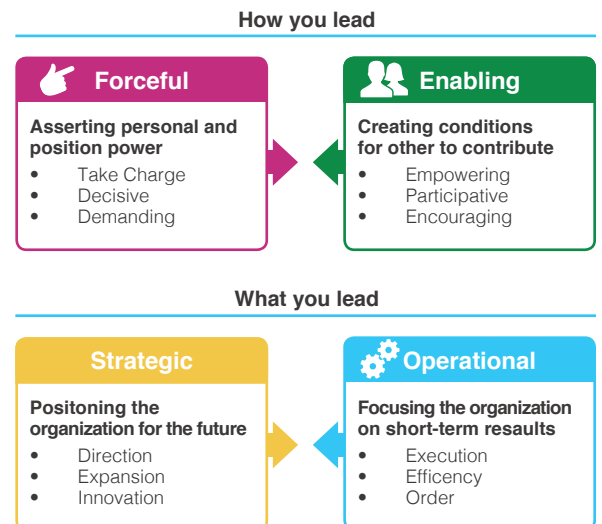 How you lead
Forceful
Asserting personal and
position power
• Take Charge
• Decisive
• Demanding
Enabling
Creating conditions
for other to contribute
• Empowering
• Participative
• Encouraging
What you lead
Strategic
Positoning the
organization for the future
• Direction
• Expansion
• Innovation
Operational
Focusing the organization
on short-term resaults
• Execution
• Efficency
• Order